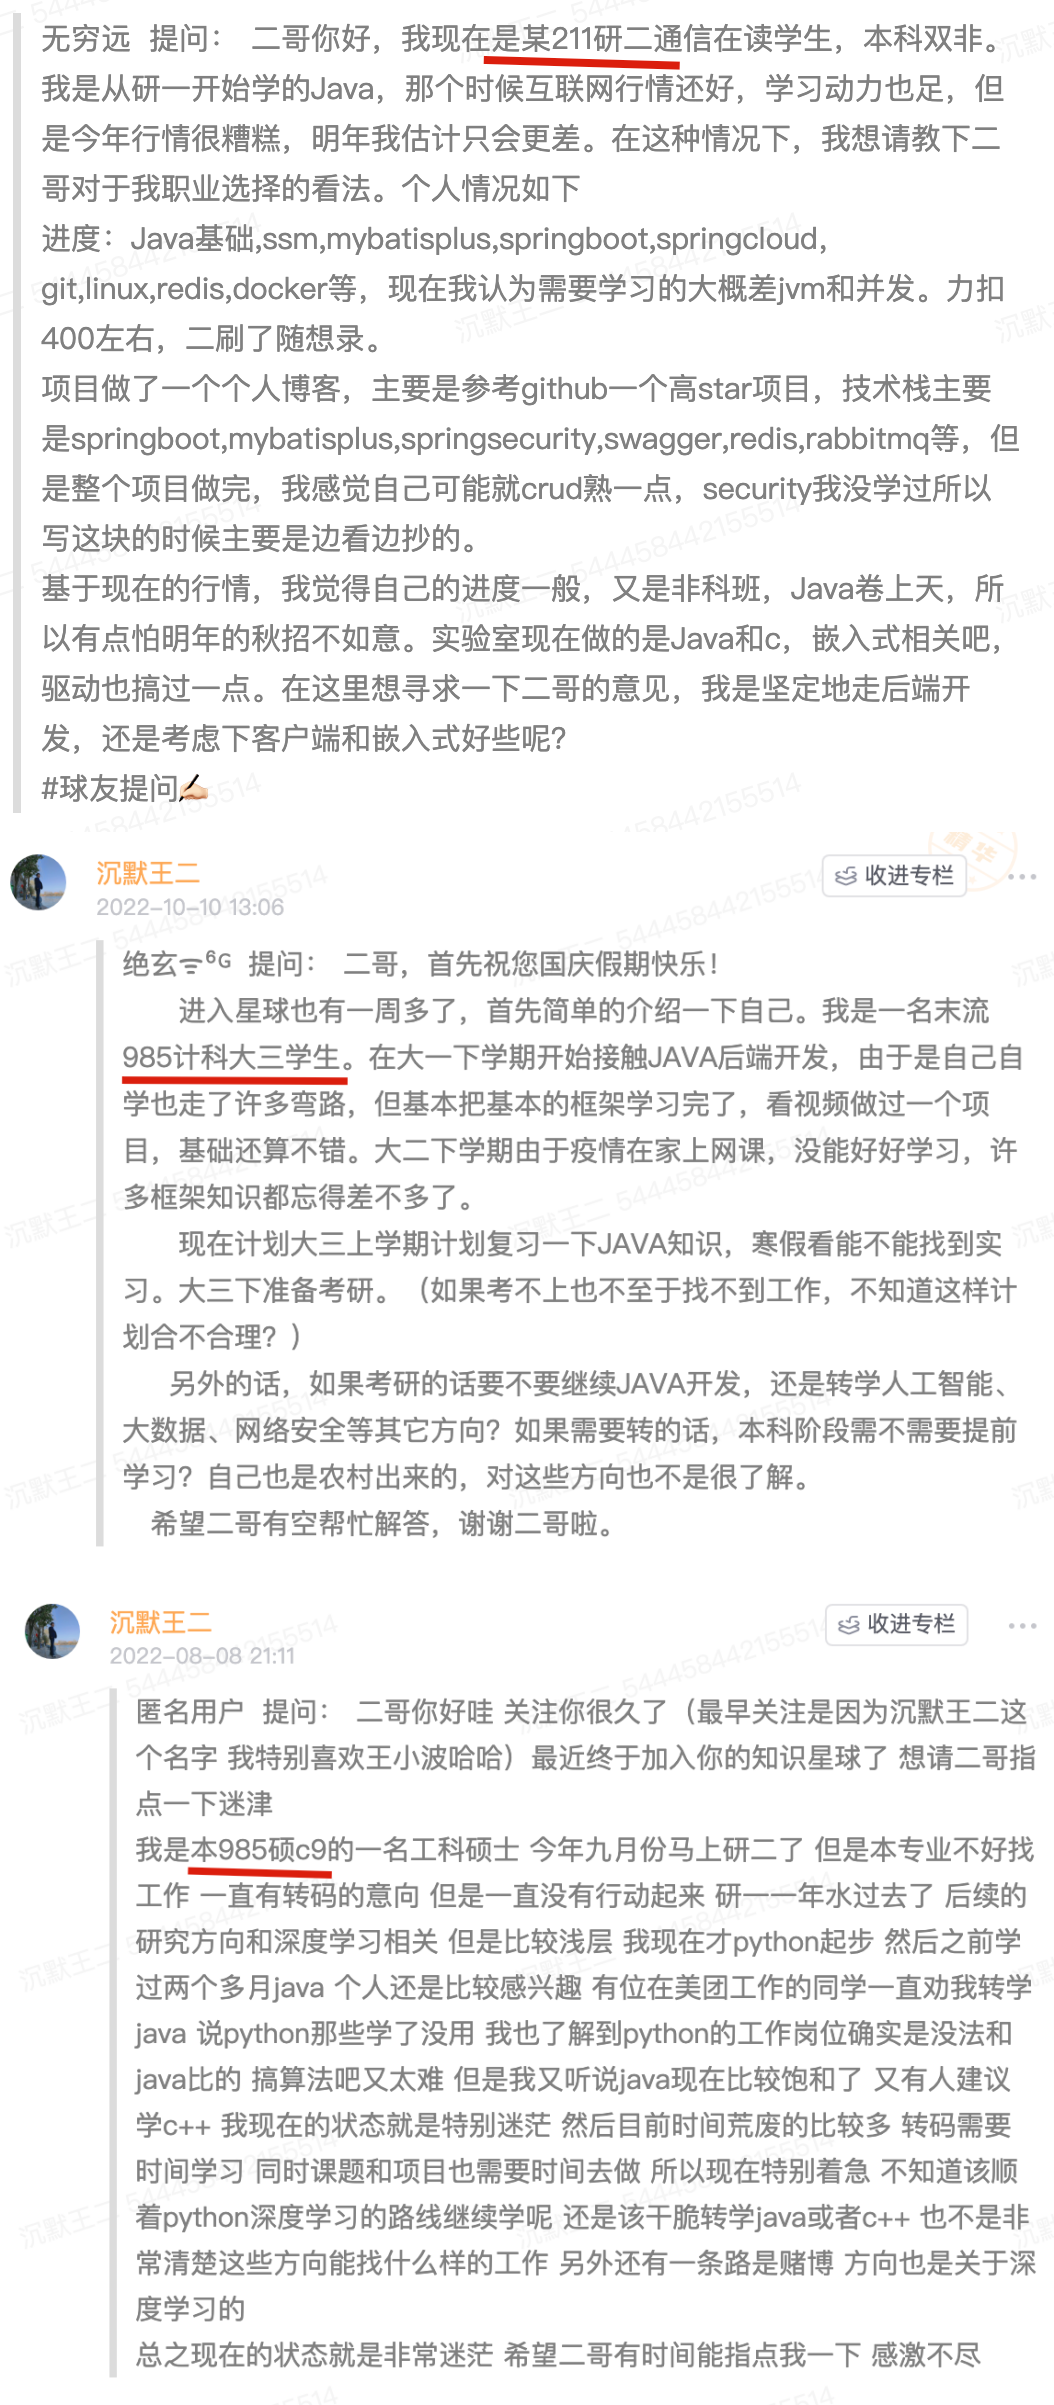 无穷远 提问： 二哥你好，我现在是某211研二通信在读学生，本科双非。
我是从研一开始学的Java，那个时候互联网行情还好，学习动力也足，但
是今年行情很糟糕，明年我估计只会更差。在这种情况下，我想请教下二
哥对于我职业选择的看法。个人情况如下
进度：Java基础,ssm,mybatisplus,springboot,springcloud,
git,linux,redis,docker等，现在我认为需要学习的大概差jvm和并发。力扣
400左右，二刷了随想录。
项目做了一个个人博客，主要是参考github一个高star项目，技术栈主要
是springboot,mybatisplus,springsecurity,swagger,redis,rabbitmq等，但
是整个项目做完，我感觉自己可能就crud熟一点，security我没学过所以
写这块的时候主要是边看边抄的。
基于现在的行情，我觉得自己的进度一般，又是非科班，Java卷上天，所
以有点怕明年的秋招不如意。实验室现在做的是Java和c，嵌入式相关吧，
驱动也搞过一点。在这里想寻求一下二哥的意见，我是坚定地走后端开
发，还是考虑下客户端和嵌入式好些呢？
#球友提问✍🏻
沉默王二
收进专栏
精华
2022-10-10 13:06
绝玄 6G 提问： 二哥，首先祝您国庆假期快乐！
进入星球也有一周多了，首先简单的介绍一下自己。我是一名末流
985计科大三学生。在大一下学期开始接触JAVA后端开发，由于是自己自
学也走了许多弯路，但基本把基本的框架学习完了，看视频做过一个项
目，基础还算不错。大二下学期由于疫情在家上网课，没能好好学习，许
多框架知识都忘得差不多了。
现在计划大三上学期计划复习一下JAVA知识，寒假看能不能找到实
习。大三下准备考研。（如果考不上也不至于找不到工作，不知道这样计
划合不合理？）
另外的话，如果考研的话要不要继续JAVA开发，还是转学人工智能、
大数据、网络安全等其它方向？如果需要转的话，本科阶段需不需要提前
学习？自己也是农村出来的，对这些方向也不是很了解。
希望二哥有空帮忙解答，谢谢二哥啦。
沉默王二
收进专栏
2022-08-08 21:11
匿名用户 提问： 二哥你好哇 关注你很久了（最早关注是因为沉默王二这
个名字 我特别喜欢王小波哈哈）最近终于加入你的知识星球了 想请二哥指
点一下迷津
我是本985硕c9的一名工科硕士 今年九月份马上研二了 但是本专业不好找
工作 一直有转码的意向 但是一直没有行动起来 研一一年水过去了 后续的
研究方向和深度学习相关 但是比较浅层 我现在才python起步 然后之前学
过两个多月java 个人还是比较感兴趣 有位在美团工作的同学一直劝我转学
java 说python那些学了没用 我也了解到python的工作岗位确实是没法和
java比的 搞算法吧又太难 但是我又听说java现在比较饱和了 又有人建议
学c++ 我现在的状态就是特别迷茫 然后目前时间荒废的比较多 转码需要
时间学习 同时课题和项目也需要时间去做 所以现在特别着急 不知道该顺
着python深度学习的路线继续学呢 还是该干脆转学java或者c++ 也不是非
常清楚这些方向能找什么样的工作 另外还有一条路是赌博 方向也是关于深
度学习的
总之现在的状态就是非常迷茫 希望二哥有时间能指点我一下 感激不尽
沉默王二 544458442155514